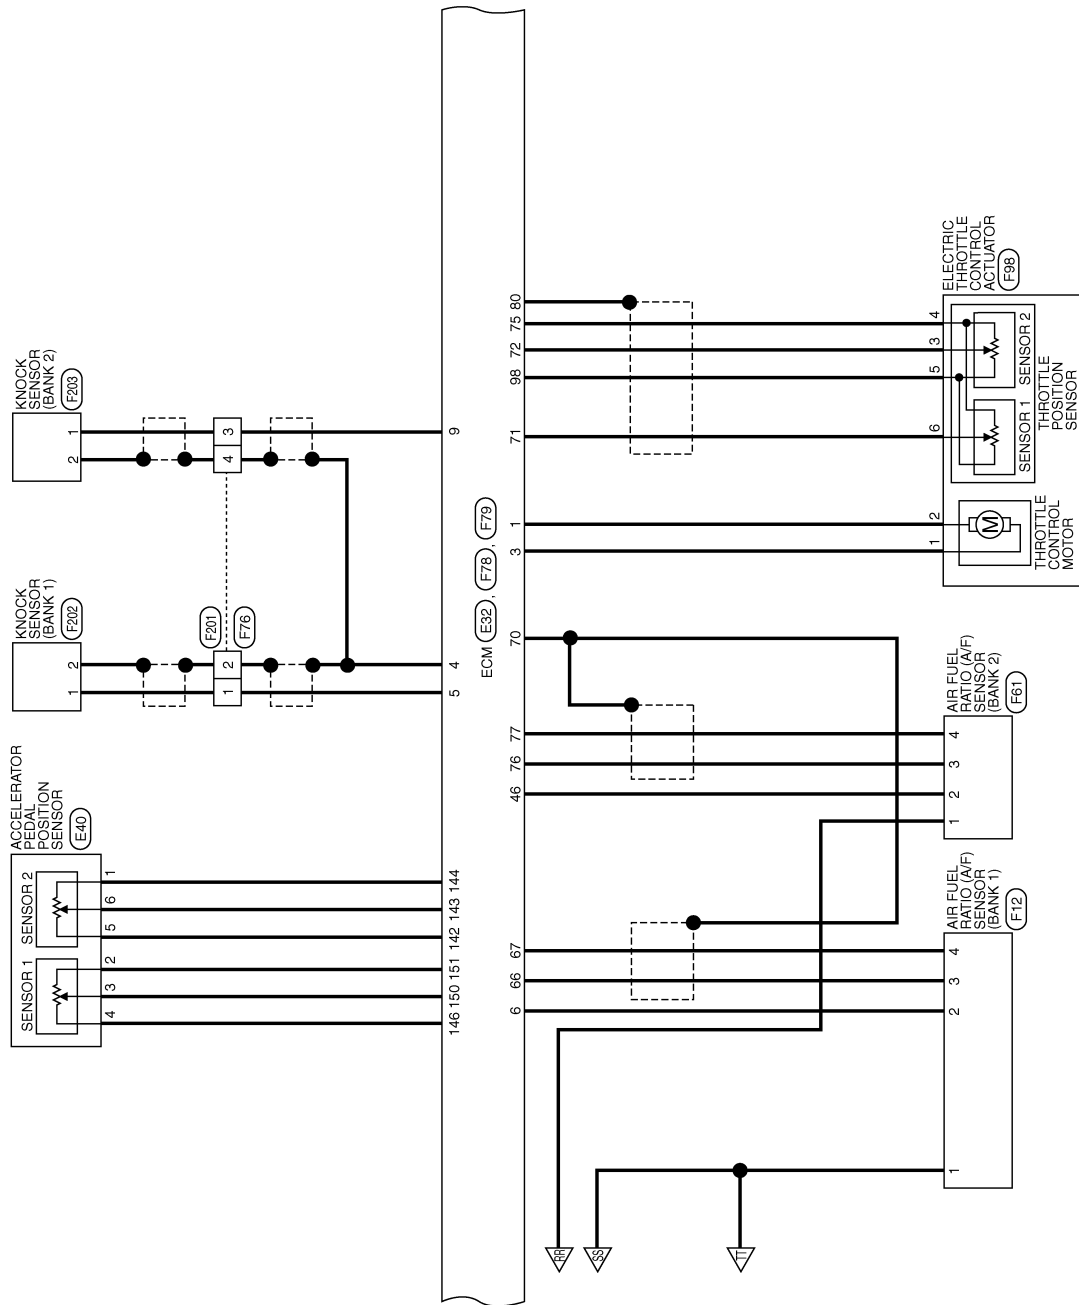 ACCELERATOR
PEDAL
POSITION
SENSOR
E40
SENSOR 1
SENSOR 2
4
3
2
5
6
1
146
150
151
142
143
144
KNOCK
SENSOR
(BANK 1)
F202
1
2
F201
F76
1
2
5
4
KNOCK
SENSOR
(BANK 2)
F203
2
1
4
3
9
ECM E32 , F78 , F79
6
66
67
46
76
77
70
3
1
71
98
72
75
80
RR
SS
TT
AIR FUEL
RATIO (A/F)
SENSOR
(BANK 1)
F12
1
2
3
4
AIR FUEL
RATIO (A/F)
SENSOR
(BANK 2)
F61
1
2
3
4
ELECTRIC
THROTTLE
CONTROL
ACTUATOR
F98
1
2
6
5
3
4
M
THROTTLE
CONTROL
MOTOR
SENSOR 1
SENSOR 2
THROTTLE
POSITION
SENSOR